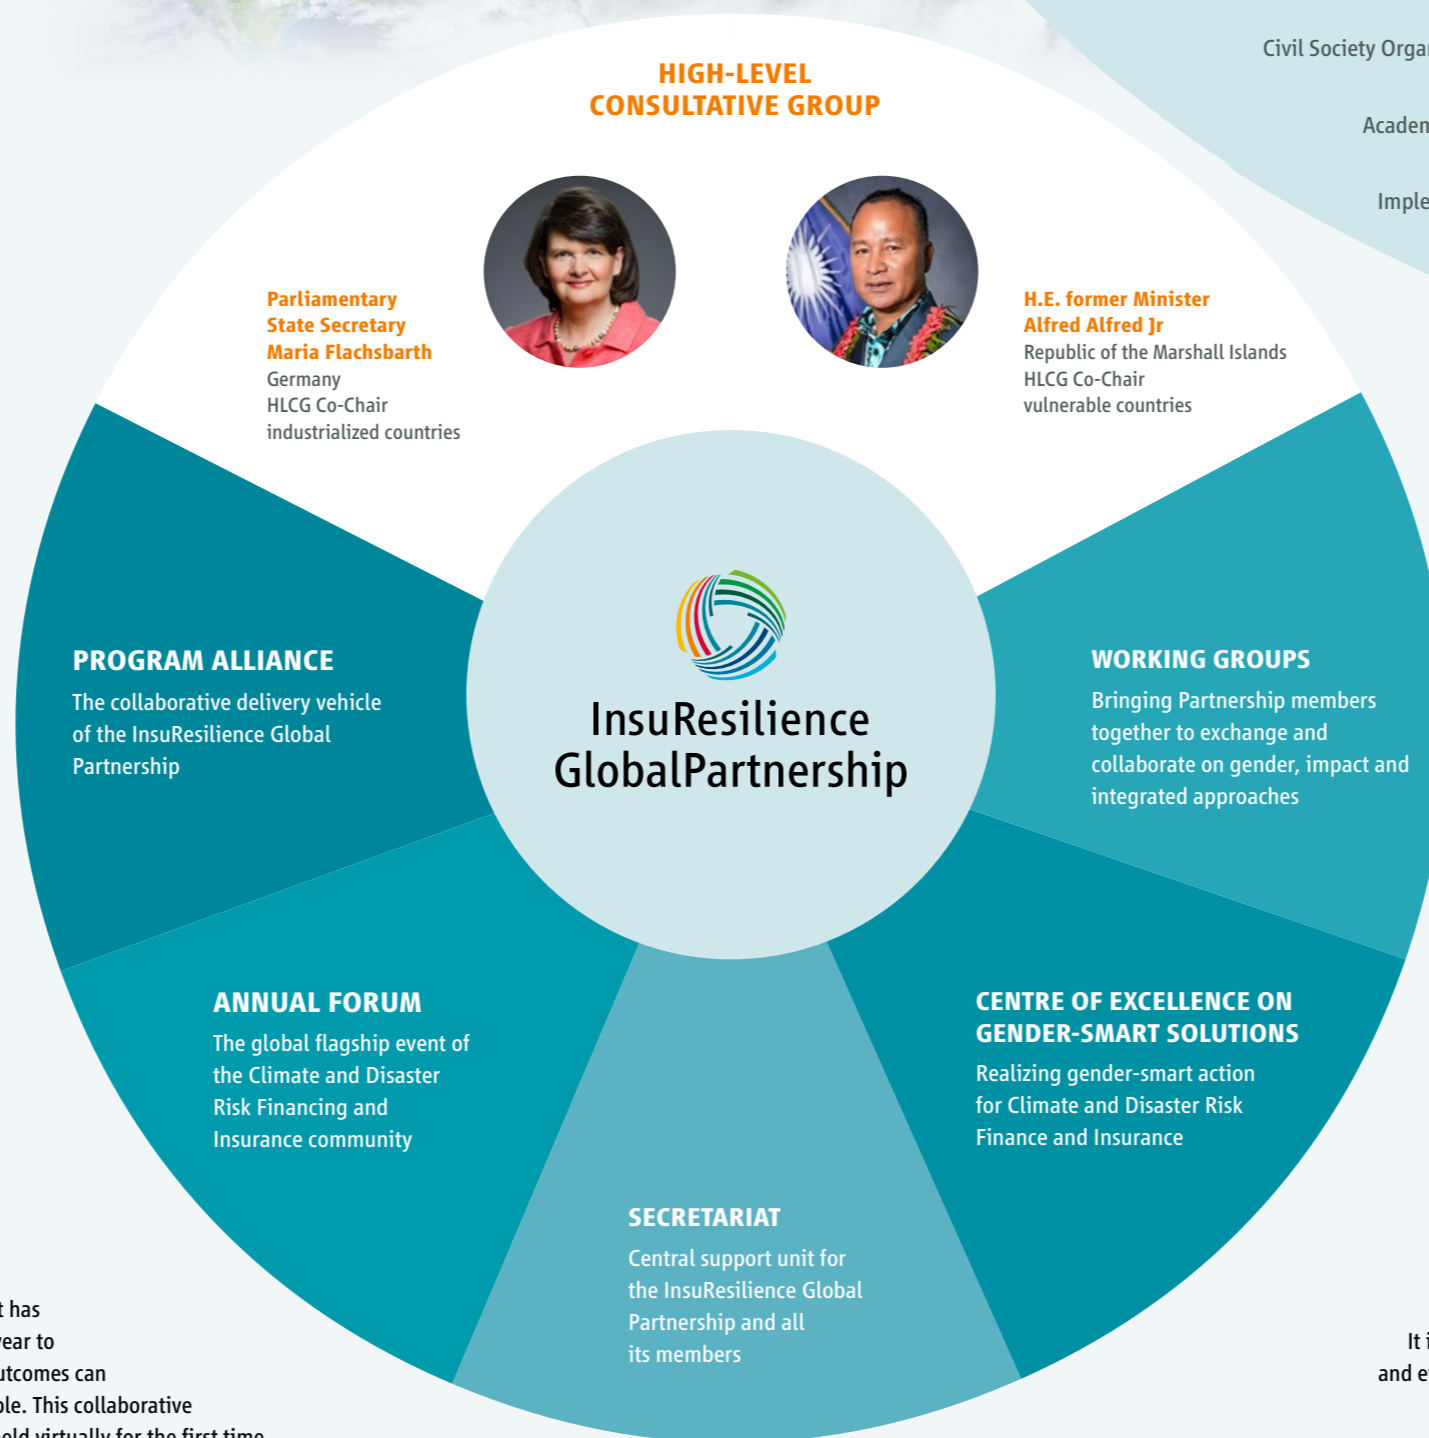 Civil Society
HIGH-LEVEL
CONSULTATIVE GROUP
Parliamentary
State Secretary
Maria Flachsbarth
Germany
HLCG Co-Chair
industrialized countries
H.E. former Minister
Alfred Alfred Jr
Republic of the Marshall Islands
HLCG Co-Chair
vulnerable countries
InsuResilience
GlobalPartnership
PROGRAM ALLIANCE
The collaborative delivery vehicle
of the InsuResilience Global
Partnership
WORKING GROUPS
Bringing Partnership members
together to exchange and
collaborate on gender, impact and
integrated approaches
ANNUAL FORUM
The global flagship event of
the Climate and Disaster
Risk Financing and
Insurance community
CENTRE OF EXCELLENCE ON
GENDER-SMART SOLUTIONS
Realizing gender-smart action
for Climate and Disaster Risk
Finance and Insurance
SECRETARIAT
Central support unit for
the InsuResilience Global
Partnership and all
its members
has
year to
can
This collaborative
virtually for the first time
It
and